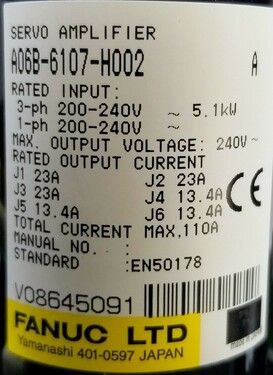 SERVO AMPLIFIER
A06B-6107-H002 A
RATED INPUT:
3-ph 200-240V ~ 5.1kW
1-ph 200-240V ~
MAX. OUTPUT VOLTAGE: 240V~
RATED OUTPUT CURRENT
J1 23A J2 23A
J3 23A J4 13.4A
J5 13.4A J6 13.4A
CE
TOTAL CURRENT MAX,110A
MANUAL NO. :
STANDARD :EN50178
V08645091
FANUC LTD
Yamanashi 401-0597 JAPAN